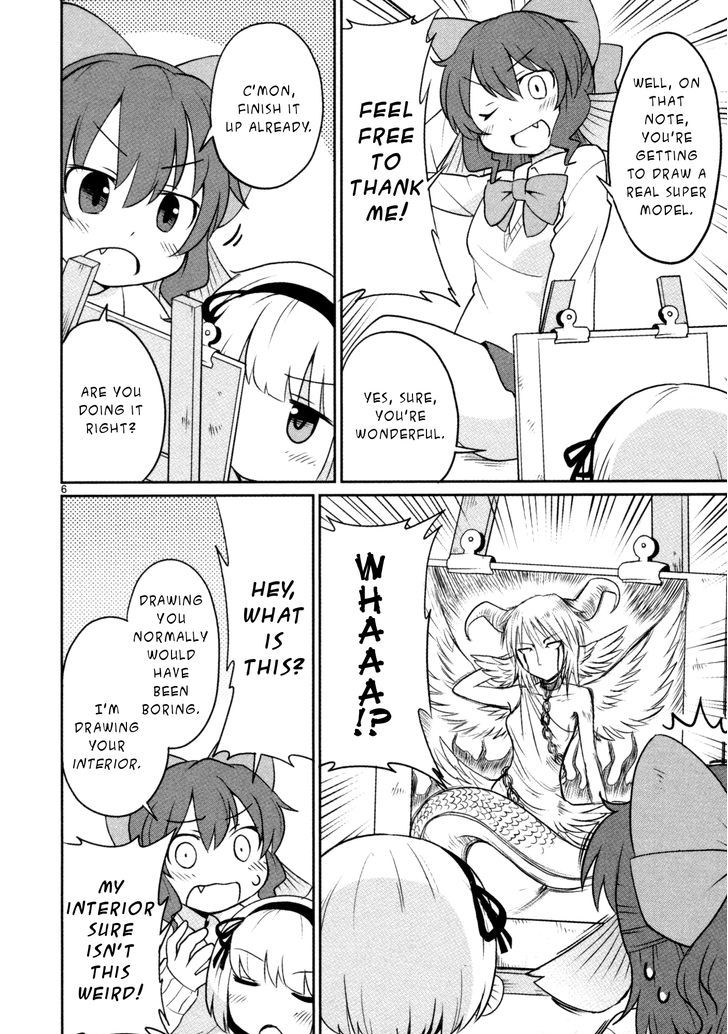 WELL, ON
THAT
NOTE,
YOU'RE
GETTING
TO DRAW A
REAL SUPER
MODEL.
FEEL
FREE
TO
THANK
ME!
YES, SURE,
YOU'RE
WONDERFUL.
C'MON,
FINISH IT
UP ALREADY.
ARE YOU
DOING IT
RIGHT?
6
WHAAA!?
HEY,
WHAT
IS
THIS?
DRAWING
YOU
NORMALLY
WOULD
HAVE
BEEN
BORING.
I'M
DRAWING
YOUR
INTERIOR.
MY
INTERIOR
SURE
ISN'T
THIS
WEIRD!